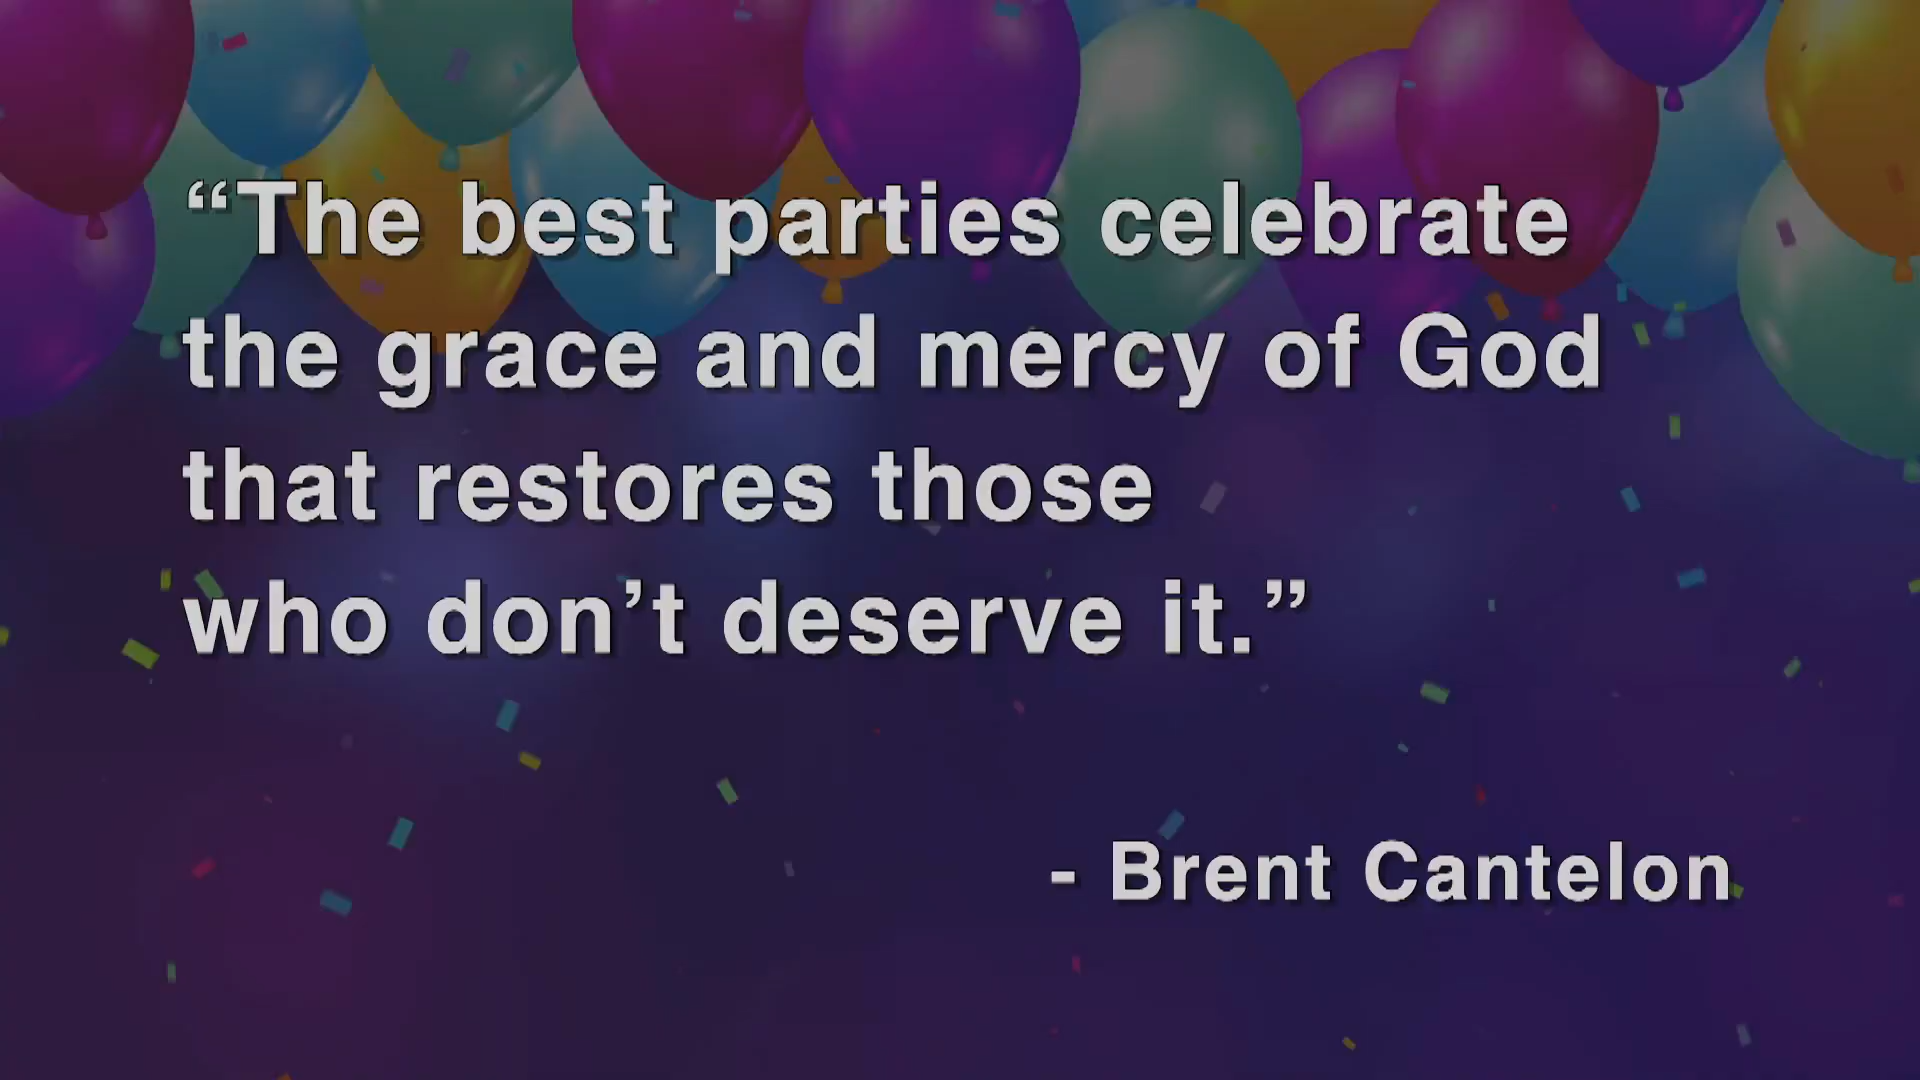 “The best parties celebrate
the grace and mercy of God
that restores those
who don’t deserve it.”
- Brent Cantelon